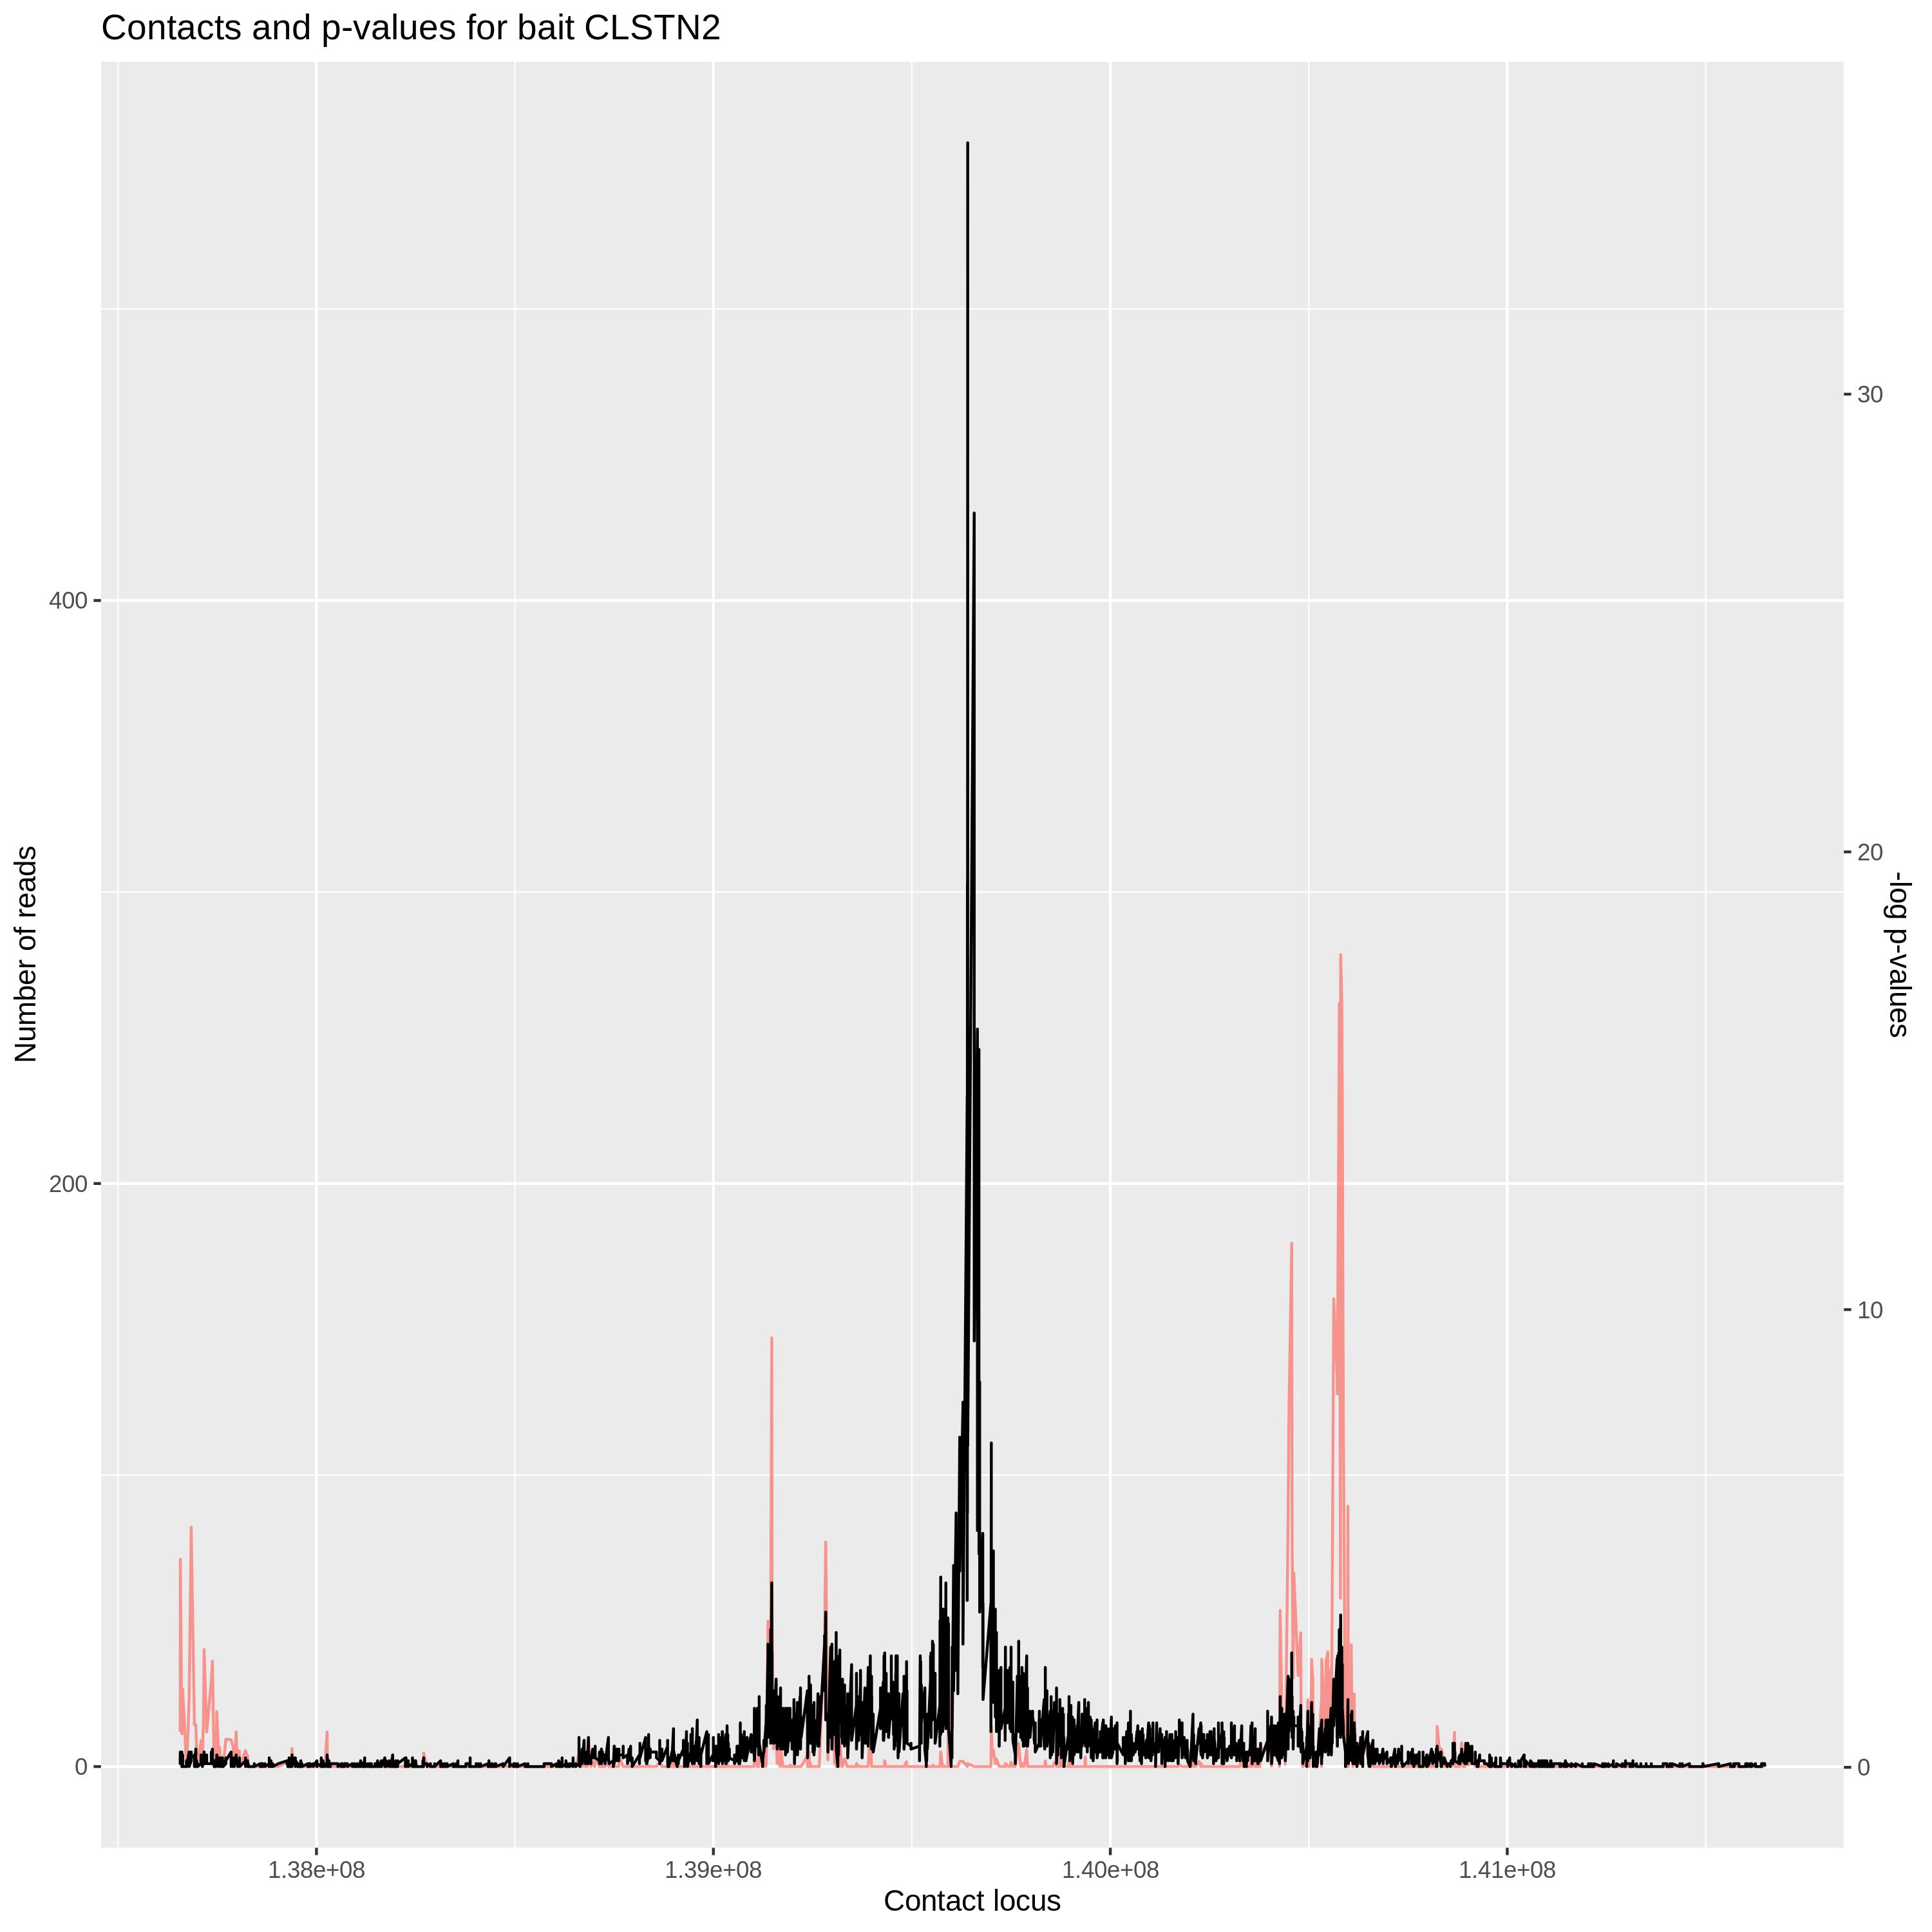 Contacts and p-values for bait CLSTN2
Number of reads
400
200
0
30
20
10
0
-log p-values
1.38e+08 1.39e+08 1.40e+08 1.41e+08
Contact locus